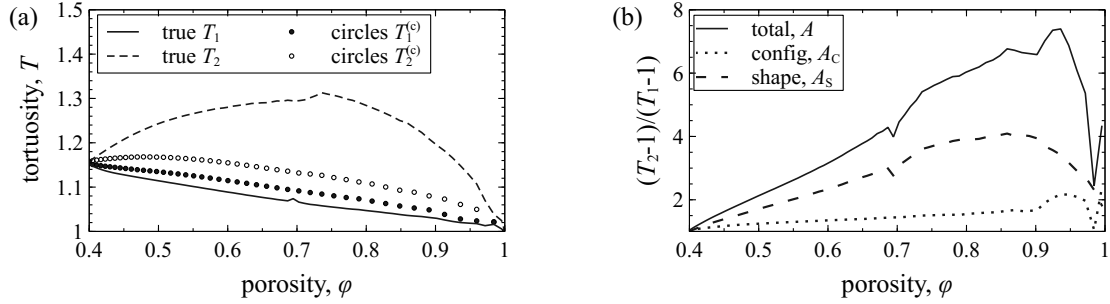 (a)
true T₁
circles T₁⁽ᶜ⁾
true T₂
circles T₂⁽ᶜ⁾
tortuosity, T
1.5
1.4
1.3
1.2
1.1
1
0.4
0.5
0.6
0.7
0.8
0.9
1
porosity, φ
(b)
total, A
config, A_C
shape, A_S
(T₂-1)/(T₁-1)
8
6
4
2
0.4
0.5
0.6
0.7
0.8
0.9
1
porosity, φ